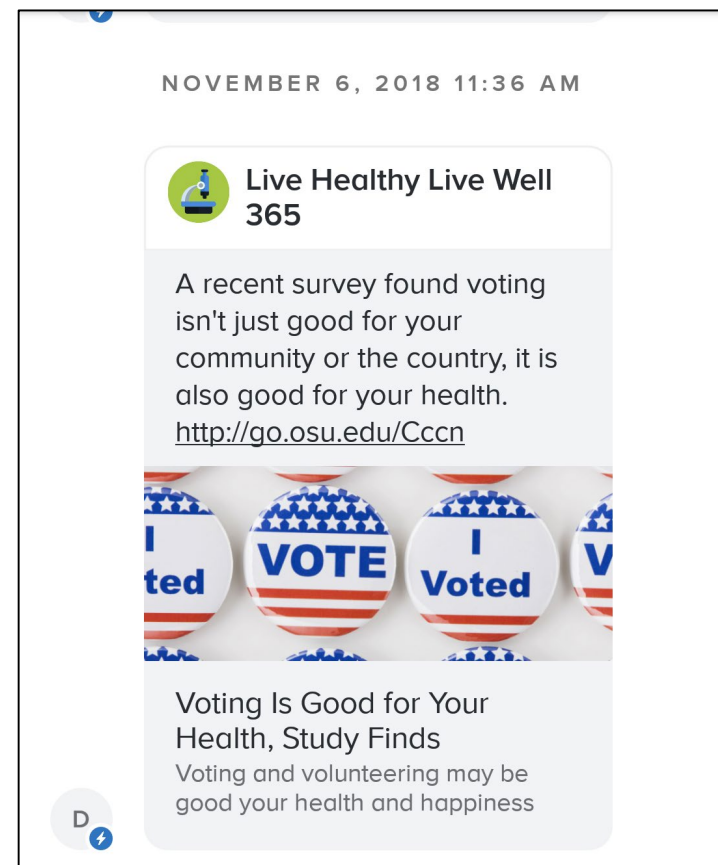 NOVEMBER 6, 2018 11:36 AM
Live Healthy Live Well
365
A recent survey found voting
isn't just good for your
community or the country, it is
also good for your health.
http://go.osu.edu/Cccn
I
ted
VOTE
I
Voted
V
Voting Is Good for Your
Health, Study Finds
Voting and volunteering may be
good your health and happiness
D